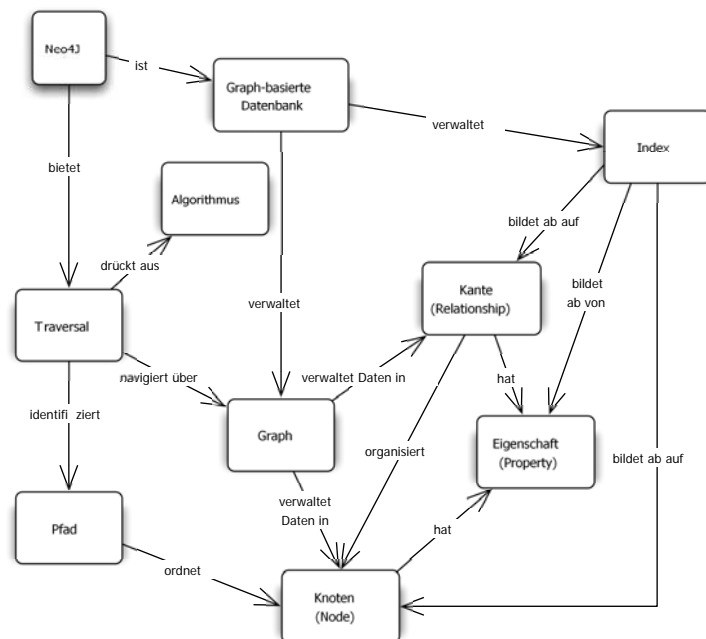 Neo4J
ist
Graph-basierte
Datenbank
verwaltet
Index
bietet
Algorithmus
bildet ab auf
drückt aus
Kante
(Relationship)
bildet
ab von
verwaltet
Traversal
navigiert über
verwaltet Daten in
hat
identifi ziert
Graph
organisiert
Eigenschaft
(Property)
bildet ab auf
verwaltet
Daten in
Pfad
hat
ordnet
Knoten
(Node)